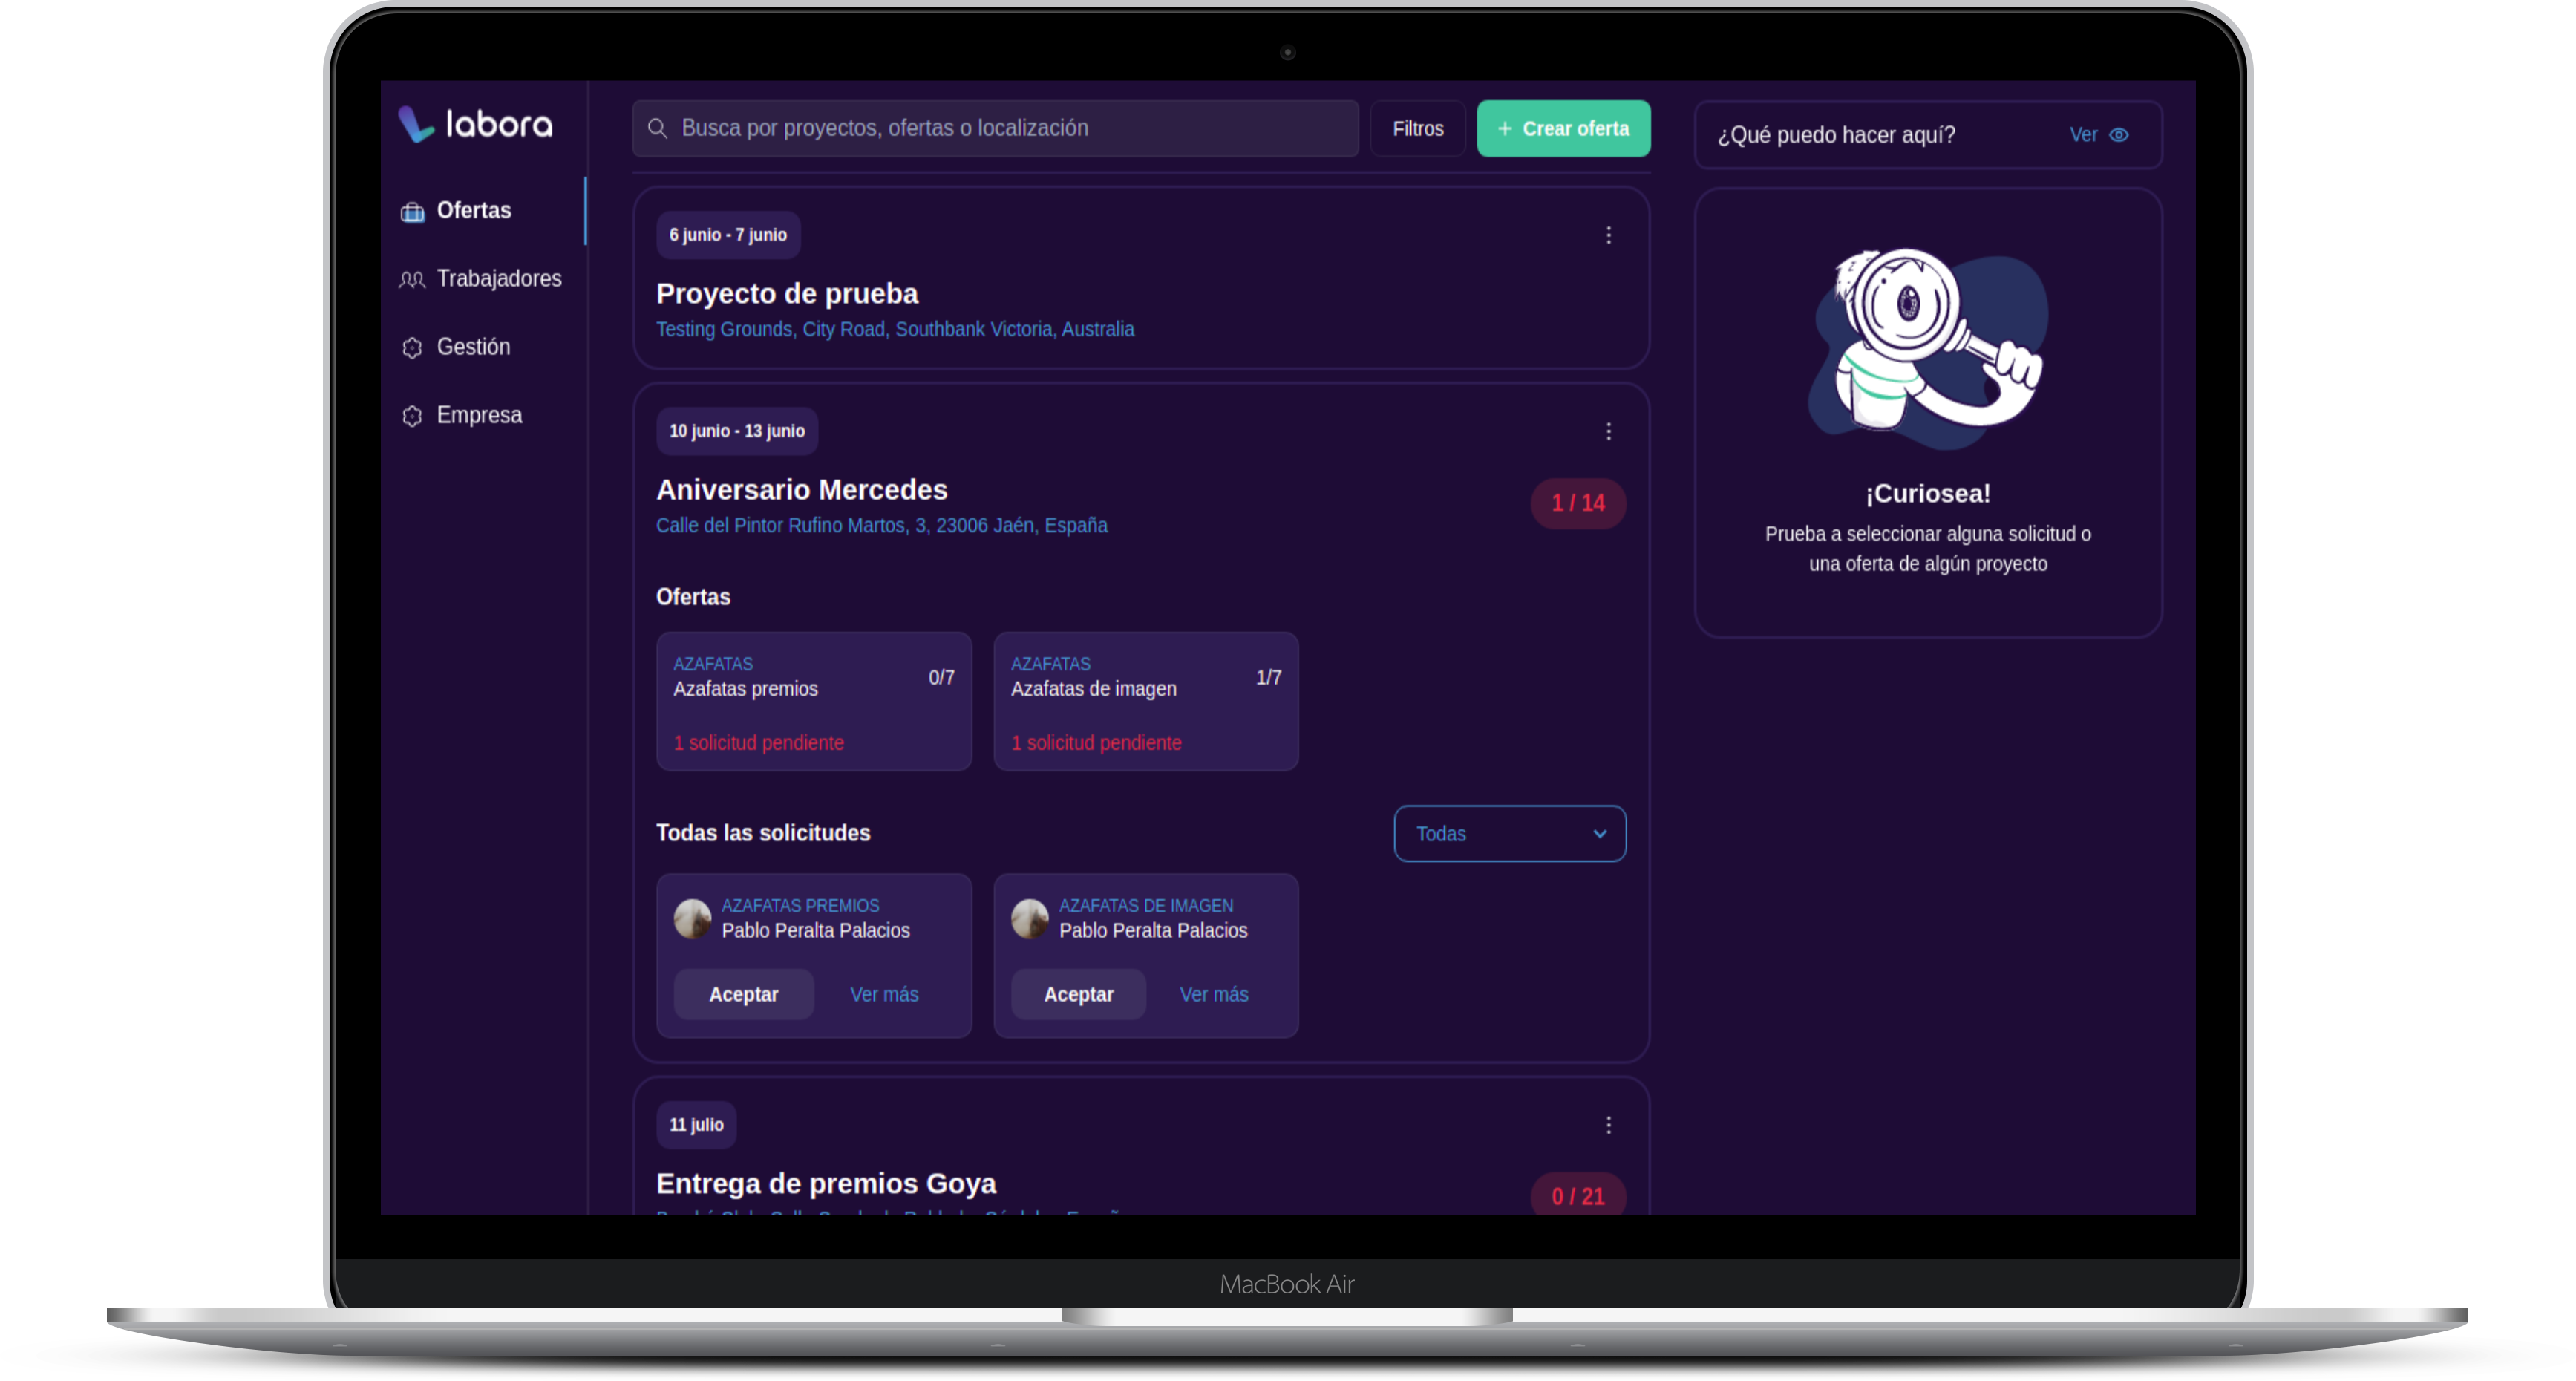 labora
Ofertas
Trabajadores
Gestión
Empresa
Busca por proyectos, ofertas o localización
Filtros
+ Crear oferta
6 junio - 7 junio
Proyecto de prueba
Testing Grounds, City Road, Southbank Victoria, Australia
10 junio - 13 junio
Aniversario Mercedes
1 / 14
Calle del Pintor Rufino Martos, 3, 23006 Jaén, España
Ofertas
AZAFATAS
Azafatas premios
0/7
1 solicitud pendiente
AZAFATAS
Azafatas de imagen
1/7
1 solicitud pendiente
Todas las solicitudes
Todas
AZAFATAS PREMIOS
Pablo Peralta Palacios
Aceptar
Ver más
AZAFATAS DE IMAGEN
Pablo Peralta Palacios
Aceptar
Ver más
11 julio
Entrega de premios Goya
0 / 21
¿Qué puedo hacer aquí?
Ver
¡Curiosea!
Prueba a seleccionar alguna solicitud o
una oferta de algún proyecto
MacBook Air